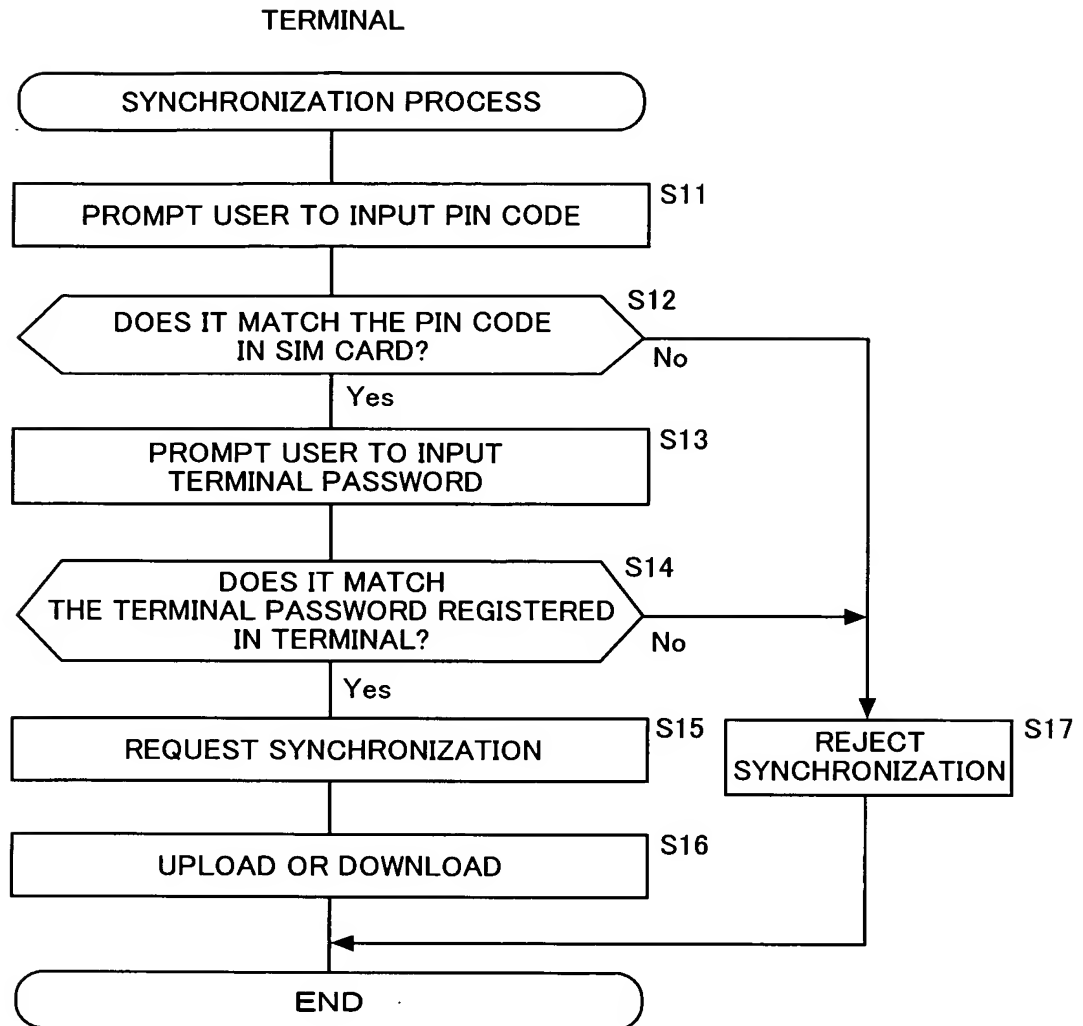 TERMINAL
SYNCHRONIZATION PROCESS
S11
PROMPT USER TO INPUT PIN CODE
S12
DOES IT MATCH THE PIN CODE
IN SIM CARD?
No
Yes
S13
PROMPT USER TO INPUT
TERMINAL PASSWORD
S14
DOES IT MATCH
THE TERMINAL PASSWORD REGISTERED
IN TERMINAL?
No
Yes
S15
REQUEST SYNCHRONIZATION
S17
REJECT
SYNCHRONIZATION
S16
UPLOAD OR DOWNLOAD
END